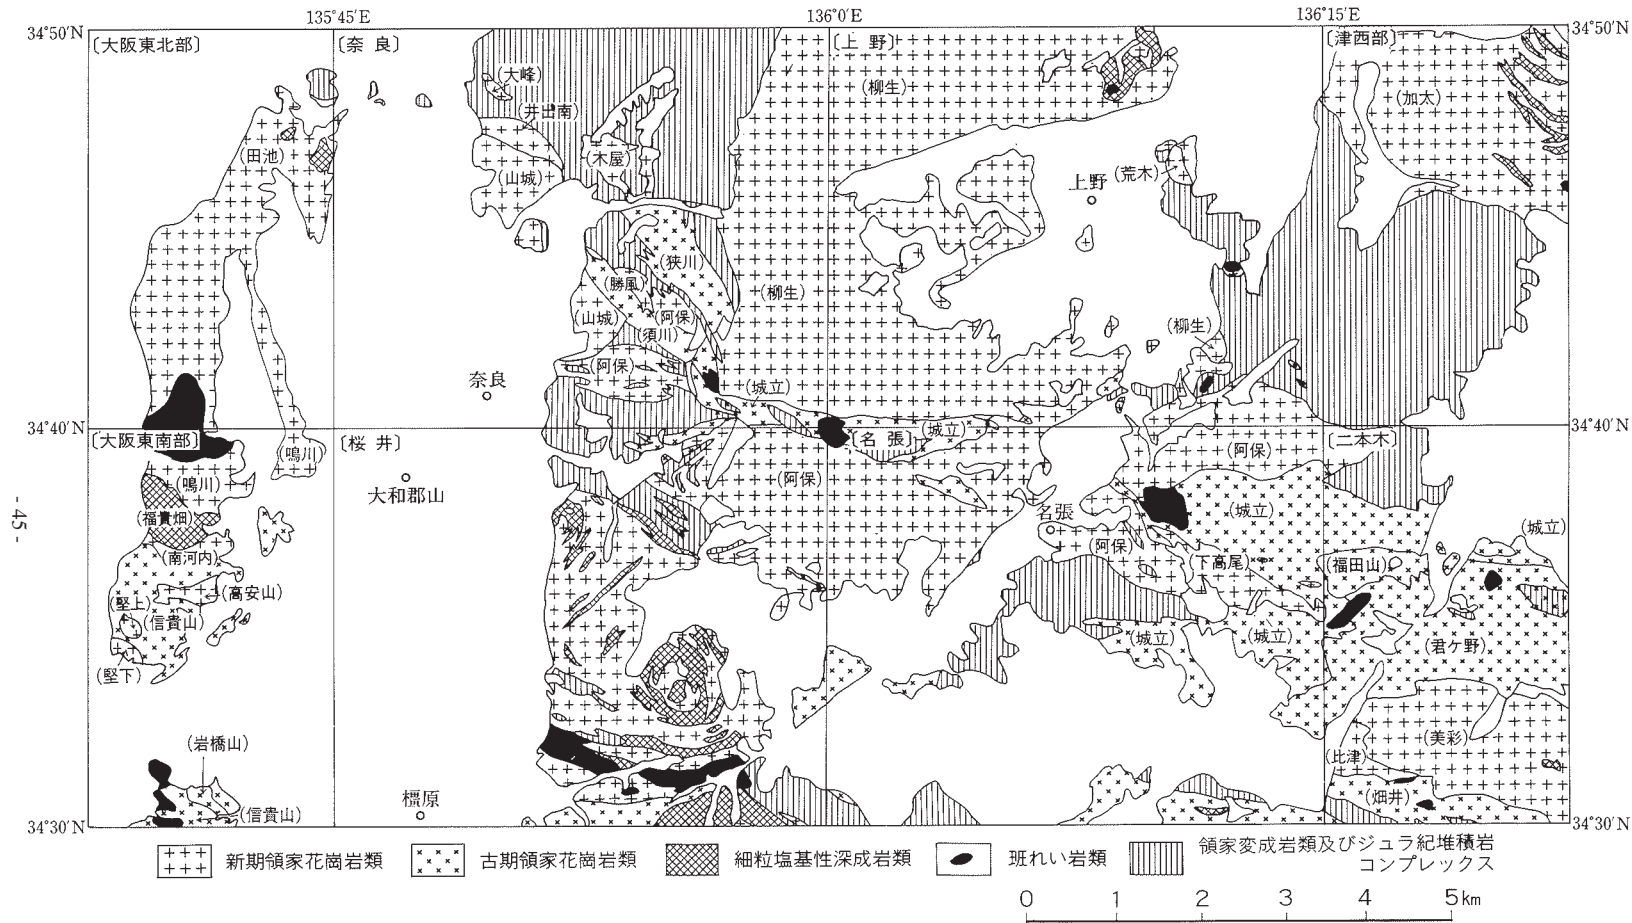 135°45′E
136°0′E
136°15′E
34°50′N
34°50′N
〔大阪東北部〕
〔奈 良〕
〔上 野〕
〔津西部〕
(大峰)
(柳生)
(加太)
(井出南)
(田池)
(木屋)
(山城)
上野
(荒木)
(狭川)
(勝風)
(柳生)
(山城)
(阿保)
(須川)
(柳生)
(阿保)
奈良
(城立)
34°40′N
34°40′N
〔大阪東南部〕
〔桜 井〕
〔名 張〕
(城立)
〔二本木〕
(鳴川)
(阿保)
(鳴川)
(阿保)
大和郡山
(福貴畑)
名張
(城立)
(城立)
(南河内)
(阿保)
(下高尾)
(福田山)
(高安山)
(堅上)
(信貴山)
(城立)
(城立)
(君ケ野)
(堅下)
(岩橋山)
(美彩)
(比津)
橿原
(畑井)
(信貴山)
34°30′N
34°30′N
新期領家花崗岩類
古期領家花崗岩類
細粒塩基性深成岩類
斑れい岩類
領家変成岩類及びジュラ紀堆積岩
コンプレックス
0 1 2 3 4 5km
- 45 -